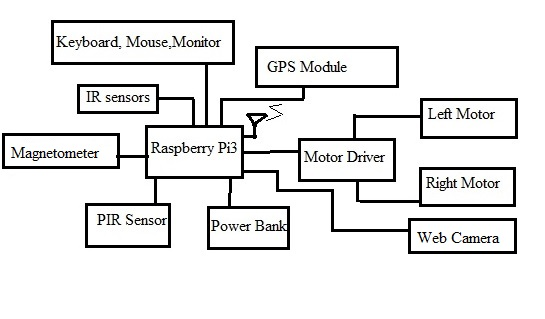 Keyboard, Mouse,Monitor
GPS Module
IR sensors
Left Motor
Magnetometer
Raspberry Pi3
Motor Driver
Right Motor
PIR Sensor
Power Bank
Web Camera